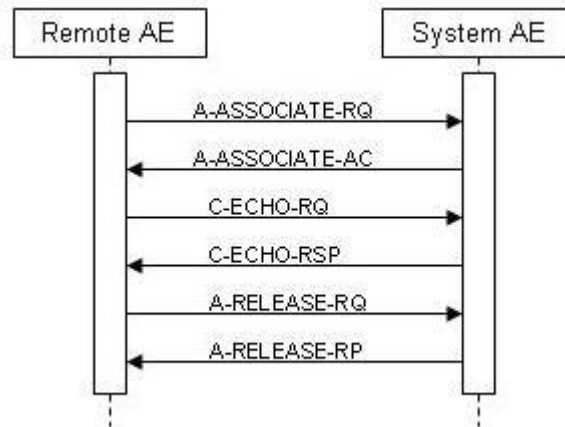 Remote AE
System AE
A-ASSOCIATE-RQ
A-ASSOCIATE-AC
C-ECHO-RQ
C-ECHO-RSP
A-RELEASE-RQ
A-RELEASE-RP